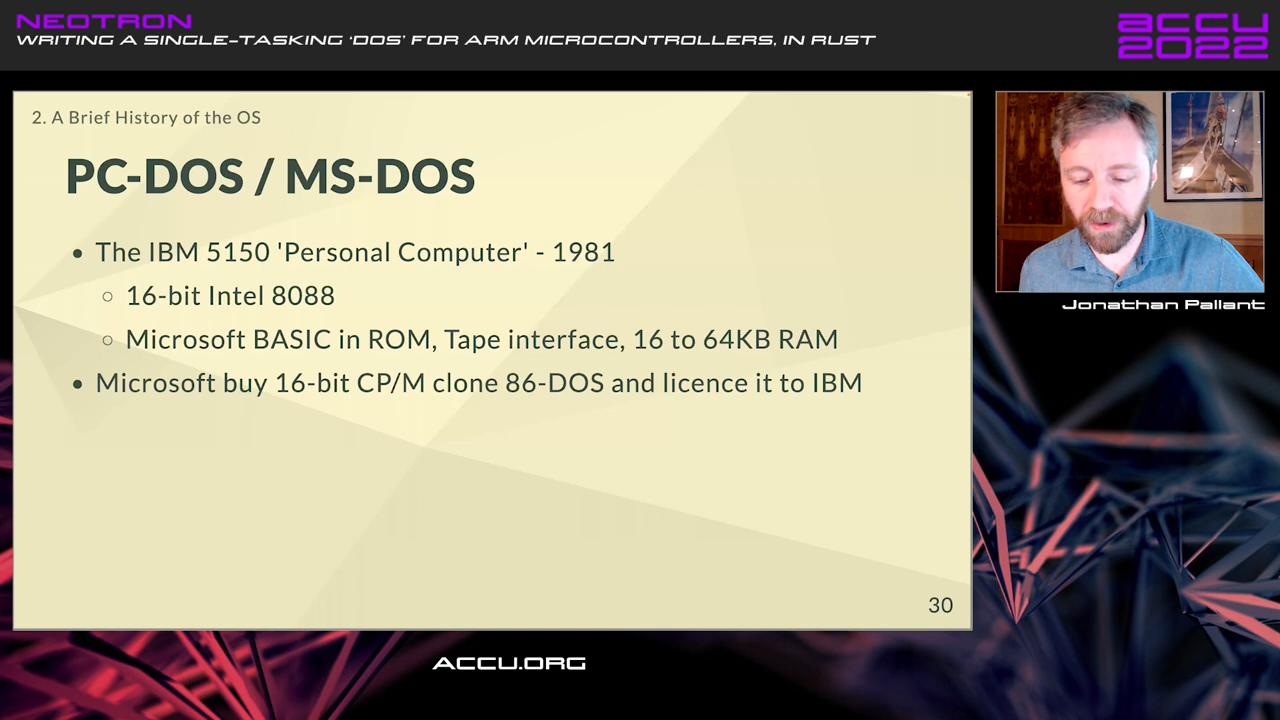 NEOTRON
WRITING A SINGLE-TASKING 'DOS' FOR ARM MICROCONTROLLERS, IN RUST
ACCU
2022
2. A Brief History of the OS
PC-DOS / MS-DOS
• The IBM 5150 'Personal Computer' - 1981
○ 16-bit Intel 8088
○ Microsoft BASIC in ROM, Tape interface, 16 to 64KB RAM
• Microsoft buy 16-bit CP/M clone 86-DOS and licence it to IBM
30
Jonathan Pallant
ACCU.ORG